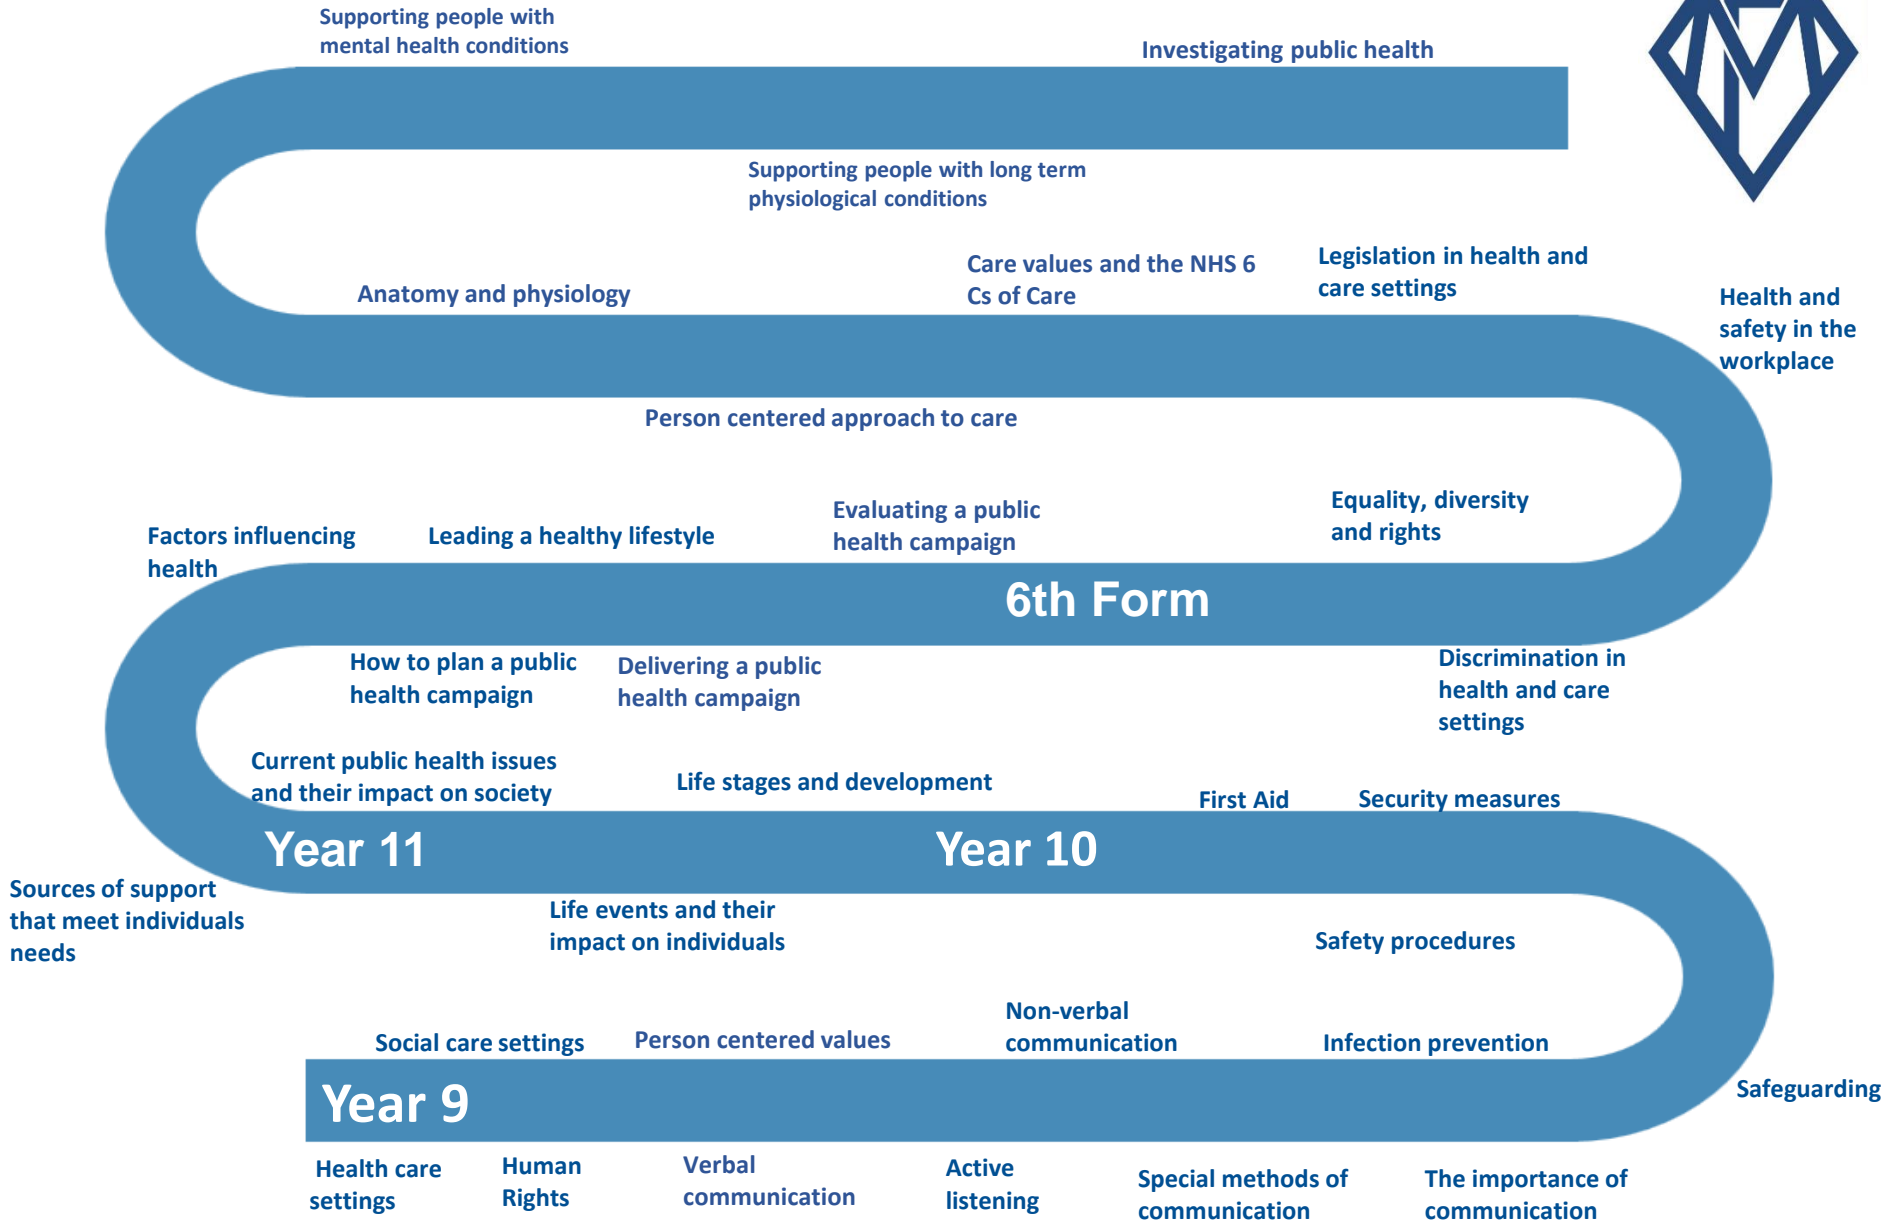 Supporting people with
mental health conditions
Investigating public health
Supporting people with long term
physiological conditions
Anatomy and physiology
Care values and the NHS 6
Cs of Care
Legislation in health and
care settings
Health and
safety in the
workplace
Person centered approach to care
Factors influencing
health
Leading a healthy lifestyle
Evaluating a public
health campaign
Equality, diversity
and rights
6th Form
How to plan a public
health campaign
Delivering a public
health campaign
Discrimination in
health and care
settings
Current public health issues
and their impact on society
Life stages and development
First Aid
Security measures
Year 11
Year 10
Sources of support
that meet individuals
needs
Life events and their
impact on individuals
Safety procedures
Social care settings
Person centered values
Non-verbal
communication
Infection prevention
Year 9
Safeguarding
Health care
settings
Human
Rights
Verbal
communication
Active
listening
Special methods of
communication
The importance of
communication